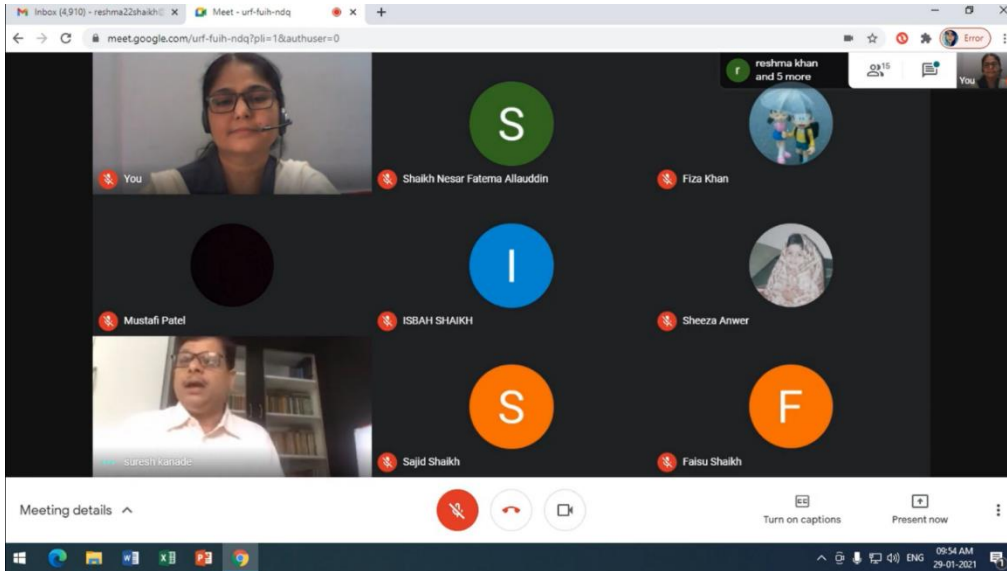 Inbox (4,910) - reshma22shaikh
Meet - urf-fuih-ndq
meet.google.com/urf-fuih-ndq?pli=1&authuser=0
Error
reshma khan
and 5 more
r
15
You
You
S
Shaikh Nesar Fatema Allauddin
Fiza Khan
Mustafi Patel
I
ISBAH SHAIKH
Sheeza Anwer
suresh kanade
S
Sajid Shaikh
F
Faisu Shaikh
Meeting details
Turn on captions
Present now
ENG
09:54 AM
29-01-2021